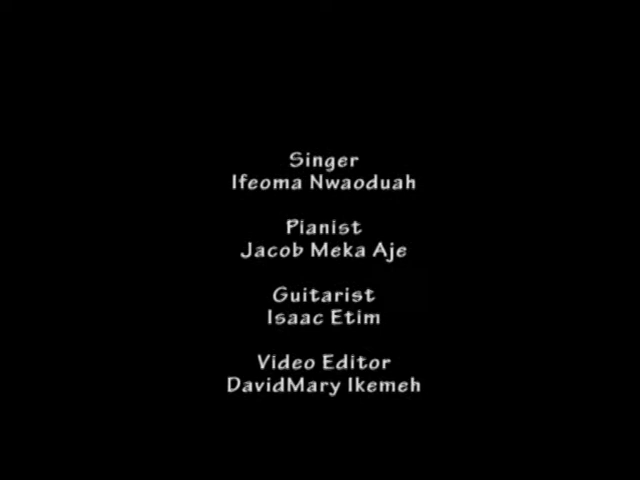 Singer
Ifeoma Nwaoduah
Pianist
Jacob Meka Aje
Guitarist
Isaac Etim
Video Editor
DavidMary Ikemeh